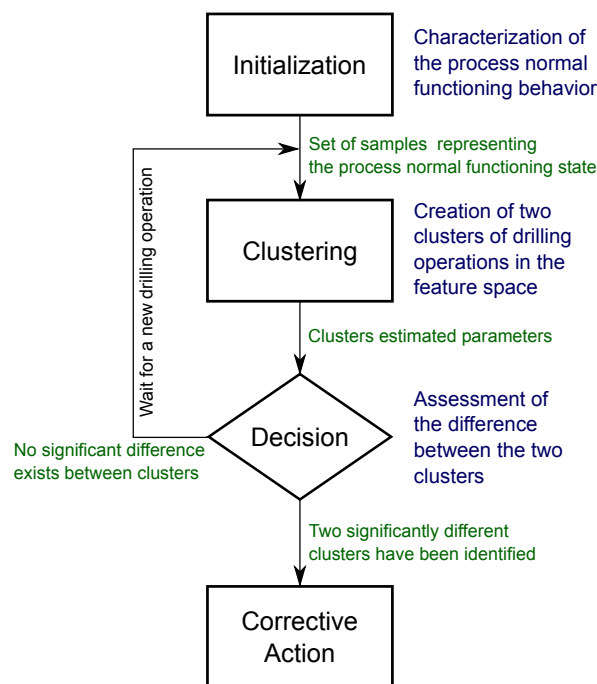 Initialization
Characterization of
the process normal
functioning behavior
Set of samples representing
the process normal functioning state
Wait for a new drilling operation
Clustering
Creation of two
clusters of drilling
operations in the
feature space
Clusters estimated parameters
Decision
Assessment of
the difference
between the two
clusters
No significant difference
exists between clusters
Two significantly different
clusters have been identified
Corrective
Action